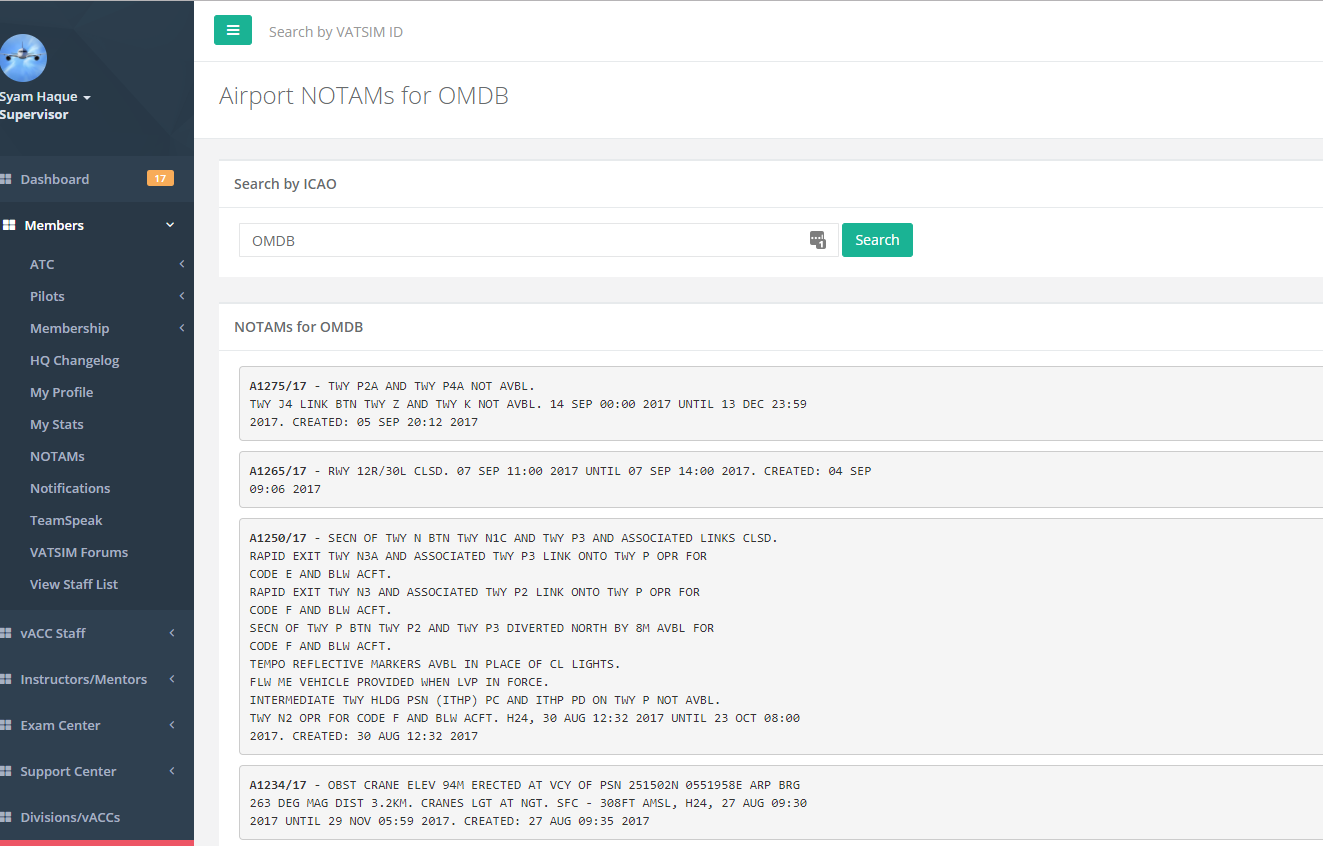 Syam Haque
Supervisor
Dashboard 17
Members
ATC
Pilots
Membership
HQ Changelog
My Profile
My Stats
NOTAMs
Notifications
TeamSpeak
VATSIM Forums
View Staff List
vACC Staff
Instructors/Mentors
Exam Center
Support Center
Divisions/vACCs
Search by VATSIM ID
Airport NOTAMs for OMDB
Search by ICAO
OMDB 1 Search
NOTAMs for OMDB
A1275/17 - TWY P2A AND TWY P4A NOT AVBL.
TWY J4 LINK BTN TWY Z AND TWY K NOT AVBL. 14 SEP 00:00 2017 UNTIL 13 DEC 23:59
2017. CREATED: 05 SEP 20:12 2017
A1265/17 - RWY 12R/30L CLSD. 07 SEP 11:00 2017 UNTIL 07 SEP 14:00 2017. CREATED: 04 SEP
09:06 2017
A1250/17 - SECN OF TWY N BTN TWY N1C AND TWY P3 AND ASSOCIATED LINKS CLSD.
RAPID EXIT TWY N3A AND ASSOCIATED TWY P3 LINK ONTO TWY P OPR FOR
CODE E AND BLW ACFT.
RAPID EXIT TWY N3 AND ASSOCIATED TWY P2 LINK ONTO TWY P OPR FOR
CODE F AND BLW ACFT.
SECN OF TWY P BTN TWY P2 AND TWY P3 DIVERTED NORTH BY 8M AVBL FOR
CODE F AND BLW ACFT.
TEMPO REFLECTIVE MARKERS AVBL IN PLACE OF CL LIGHTS.
FLW ME VEHICLE PROVIDED WHEN LVP IN FORCE.
INTERMEDIATE TWY HLDG PSN (ITHP) PC AND ITHP PD ON TWY P NOT AVBL.
TWY N2 OPR FOR CODE F AND BLW ACFT. H24, 30 AUG 12:32 2017 UNTIL 23 OCT 08:00
2017. CREATED: 30 AUG 12:32 2017
A1234/17 - OBST CRANE ELEV 94M ERECTED AT VCY OF PSN 251502N 0551958E ARP BRG
263 DEG MAG DIST 3.2KM. CRANES LGT AT NGT. SFC - 308FT AMSL, H24, 27 AUG 09:30
2017 UNTIL 29 NOV 05:59 2017. CREATED: 27 AUG 09:35 2017